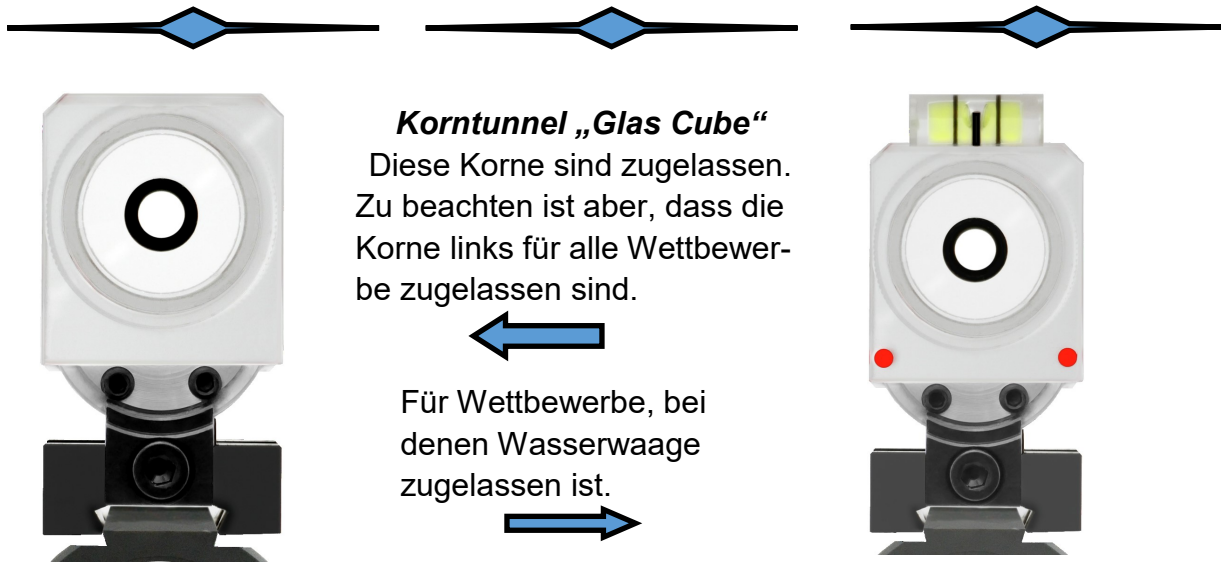 Korntunnel „Glas Cube“
Diese Korne sind zugelassen.
Zu beachten ist aber, dass die
Korne links für alle Wettbewer-
be zugelassen sind.
Für Wettbewerbe, bei
denen Wasserwaage
zugelassen ist.